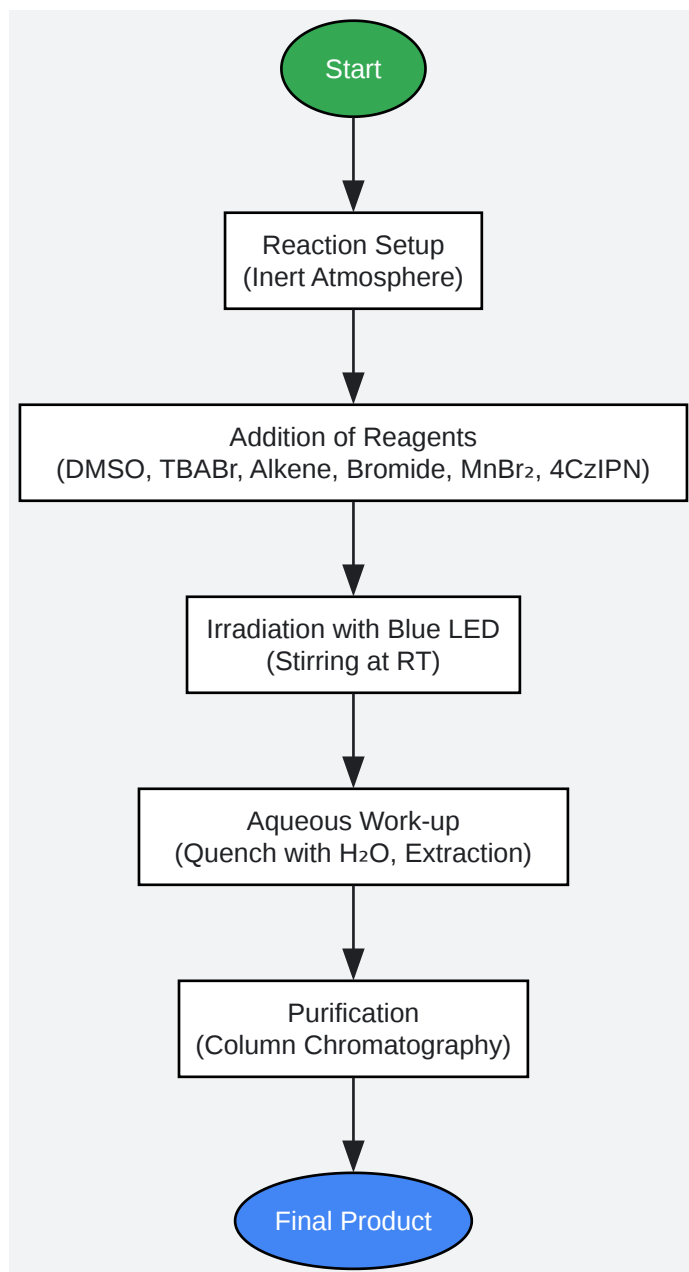 Start
Reaction Setup
(Inert Atmosphere)
Addition of Reagents
(DMSO, TBABr, Alkene, Bromide, MnBr₂, 4CzIPN)
Irradiation with Blue LED
(Stirring at RT)
Aqueous Work-up
(Quench with H₂O, Extraction)
Purification
(Column Chromatography)
Final Product